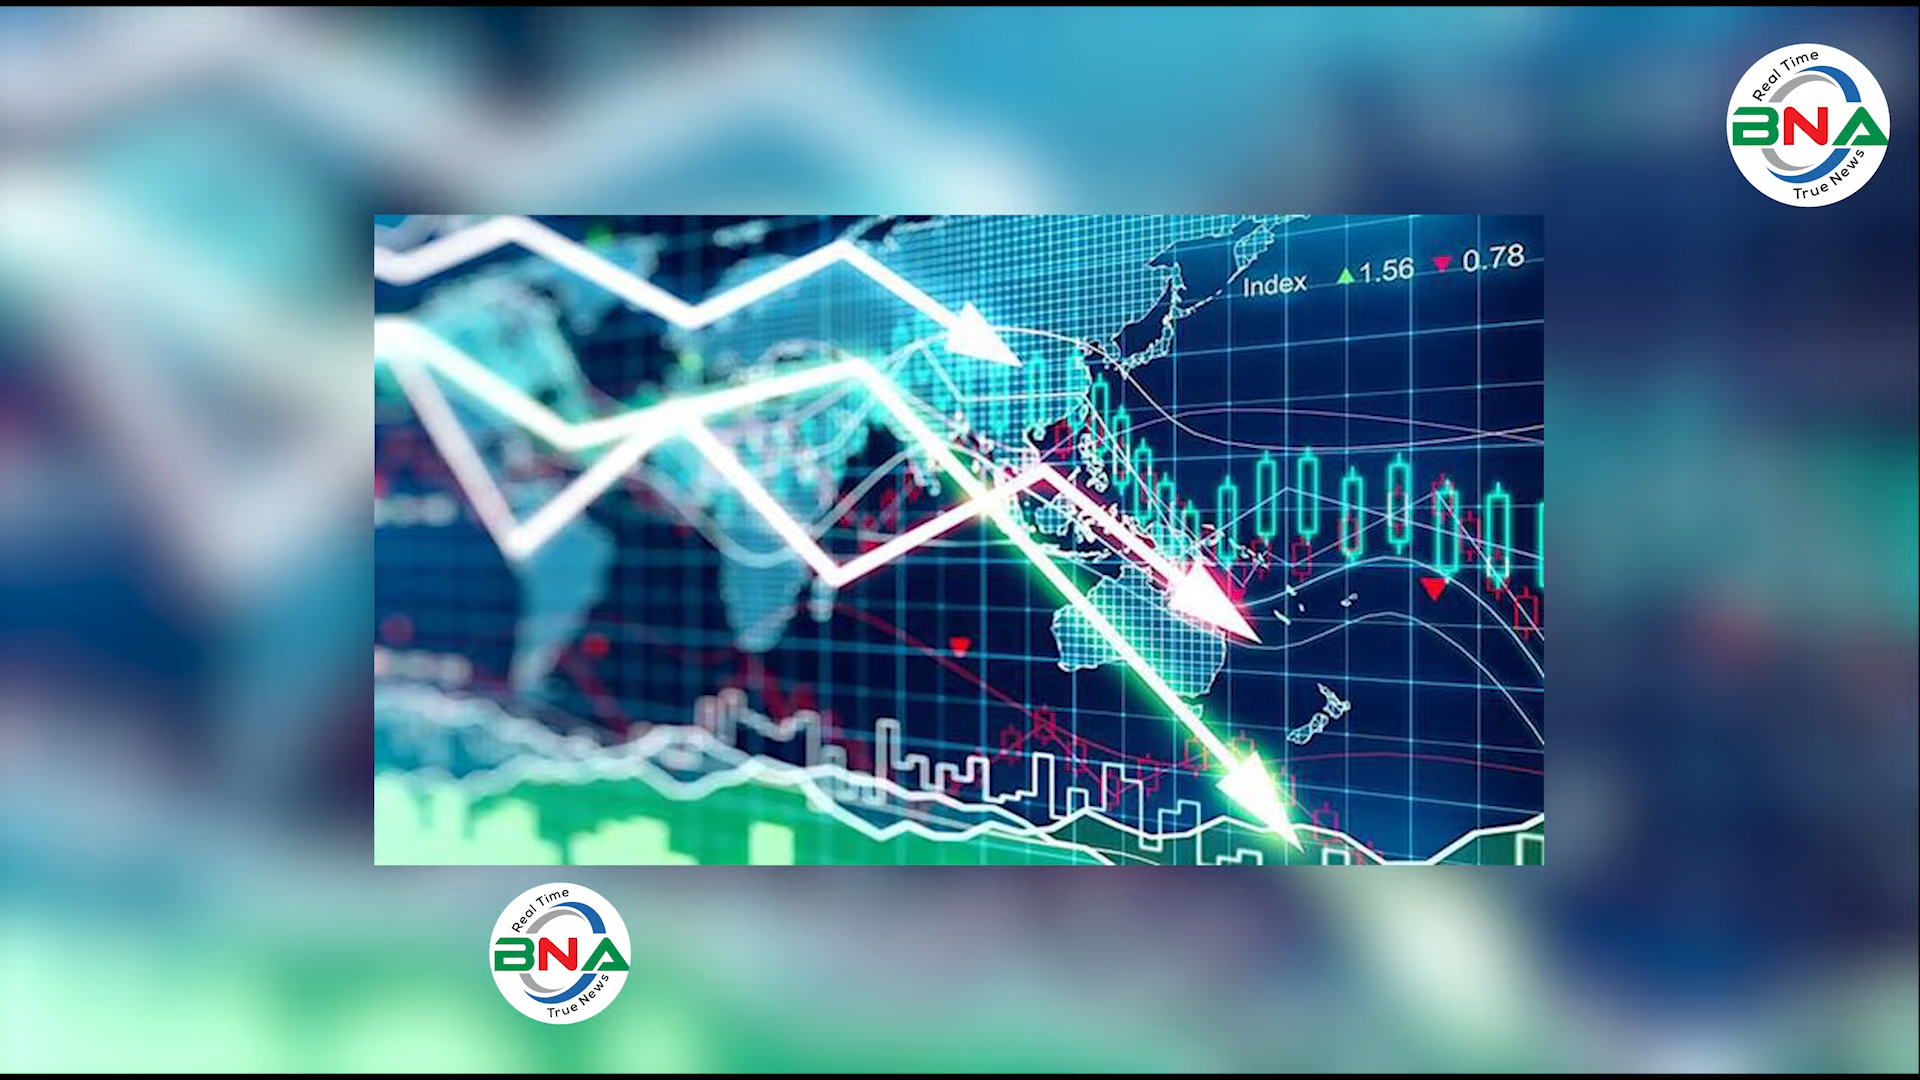 Real Time
BNA
True News
Index ▲ 1.56 ▼ 0.78
Real Time
BNA
True News